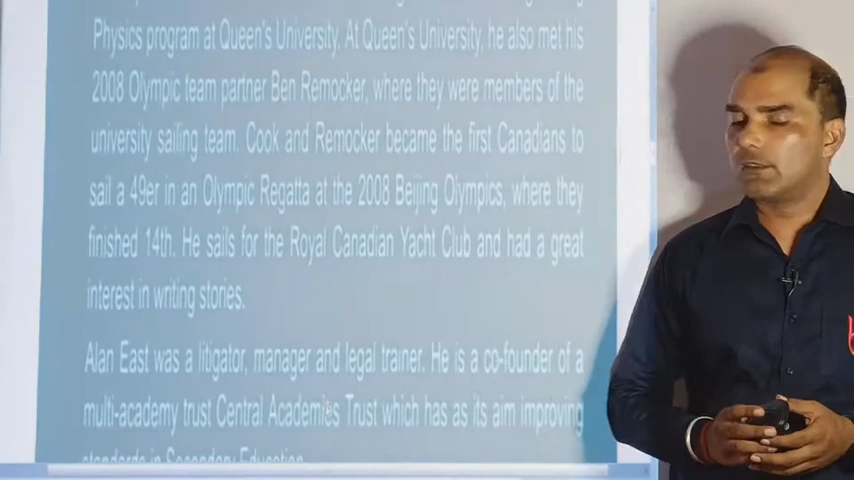 Physics program at Queen's University. At Queen's University, he also met his
2008 Olympic team partner Ben Remocker, where they were members of the
university sailing team. Cook and Remocker became the first Canadians to
sail a 49er in an Olympic Regatta at the 2008 Beijing Olympics, where they
finished 14th. He sails for the Royal Canadian Yacht Club and had a great
interest in writing stories.
Alan East was a litigator, manager and legal trainer. He is a co-founder of a
multi-academy trust Central Academies Trust which has as its aim improving
standards in Secondary Education